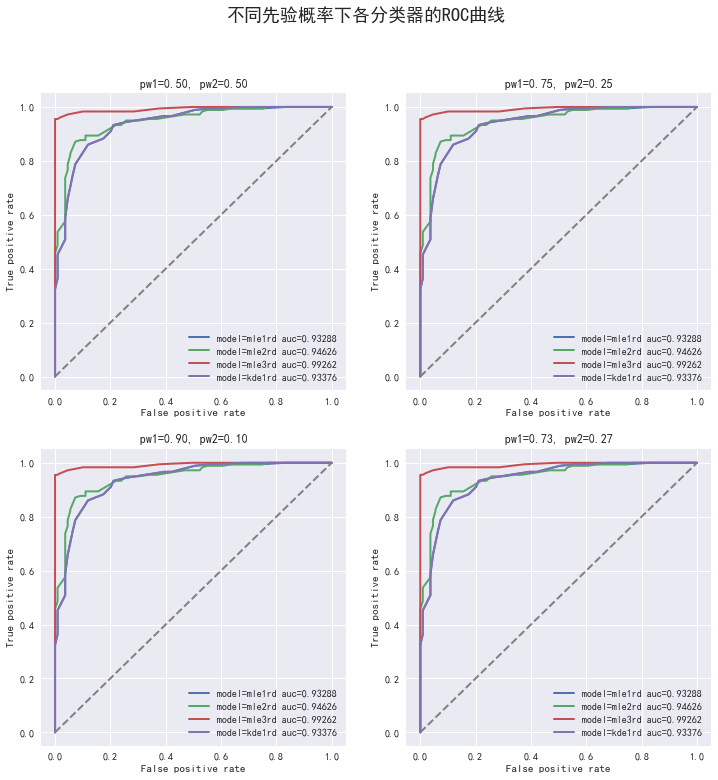 不同先验概率下各分类器的ROC曲线
pw1=0.50, pw2=0.50
1.0
0.8
0.6
0.4
0.2
0.0
True positive rate
model=mle1rd auc=0.93288
model=mle2rd auc=0.94626
model=mle3rd auc=0.99262
model=kde1rd auc=0.93376
0.0 0.2 0.4 0.6 0.8 1.0
False positive rate
pw1=0.75, pw2=0.25
1.0
0.8
0.6
0.4
0.2
0.0
True positive rate
model=mle1rd auc=0.93288
model=mle2rd auc=0.94626
model=mle3rd auc=0.99262
model=kde1rd auc=0.93376
0.0 0.2 0.4 0.6 0.8 1.0
False positive rate
pw1=0.90, pw2=0.10
1.0
0.8
0.6
0.4
0.2
0.0
True positive rate
model=mle1rd auc=0.93288
model=mle2rd auc=0.94626
model=mle3rd auc=0.99262
model=kde1rd auc=0.93376
0.0 0.2 0.4 0.6 0.8 1.0
False positive rate
pw1=0.73, pw2=0.27
1.0
0.8
0.6
0.4
0.2
0.0
True positive rate
model=mle1rd auc=0.93288
model=mle2rd auc=0.94626
model=mle3rd auc=0.99262
model=kde1rd auc=0.93376
0.0 0.2 0.4 0.6 0.8 1.0
False positive rate